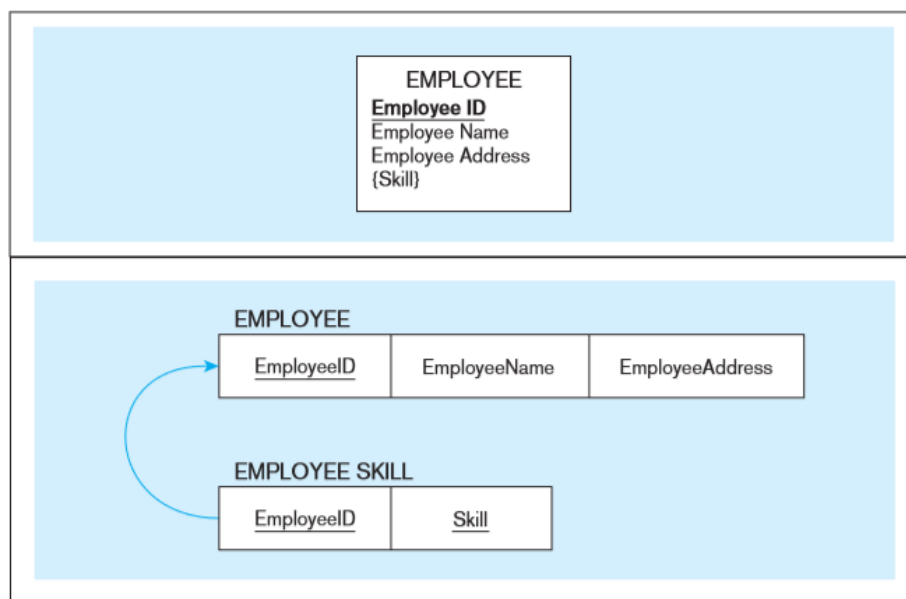 EMPLOYEE
Employee ID
Employee Name
Employee Address
{Skill}
EMPLOYEE
EmployeeID EmployeeName EmployeeAddress
EMPLOYEE SKILL
EmployeeID Skill